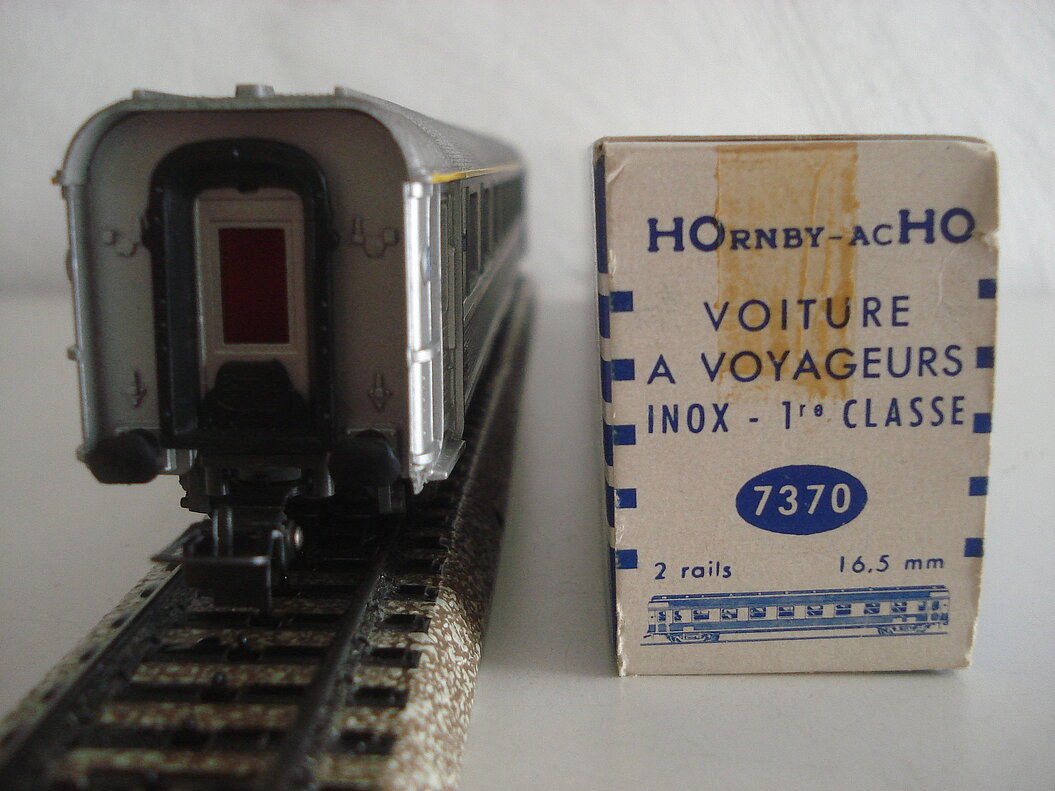 HORNBY-ACHO
VOITURE
A VOYAGEURS
INOX - 1re CLASSE
7370
2 rails 16,5 mm